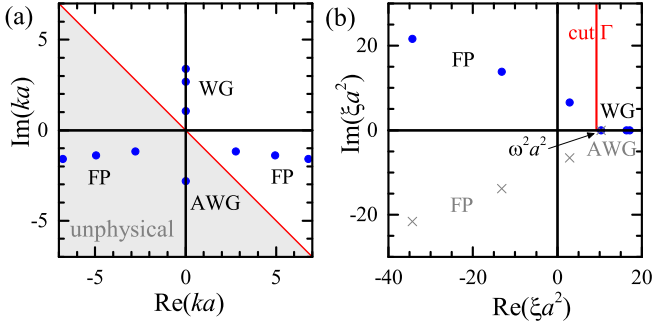 (a)
5
0
-5
Im(ka)
WG
FP
FP
AWG
unphysical
-5
0
5
Re(ka)
(b)
20
0
-20
Im(ξa²)
FP
cut Γ
WG
ω²a²
AWG
FP
-40
-20
0
20
Re(ξa²)